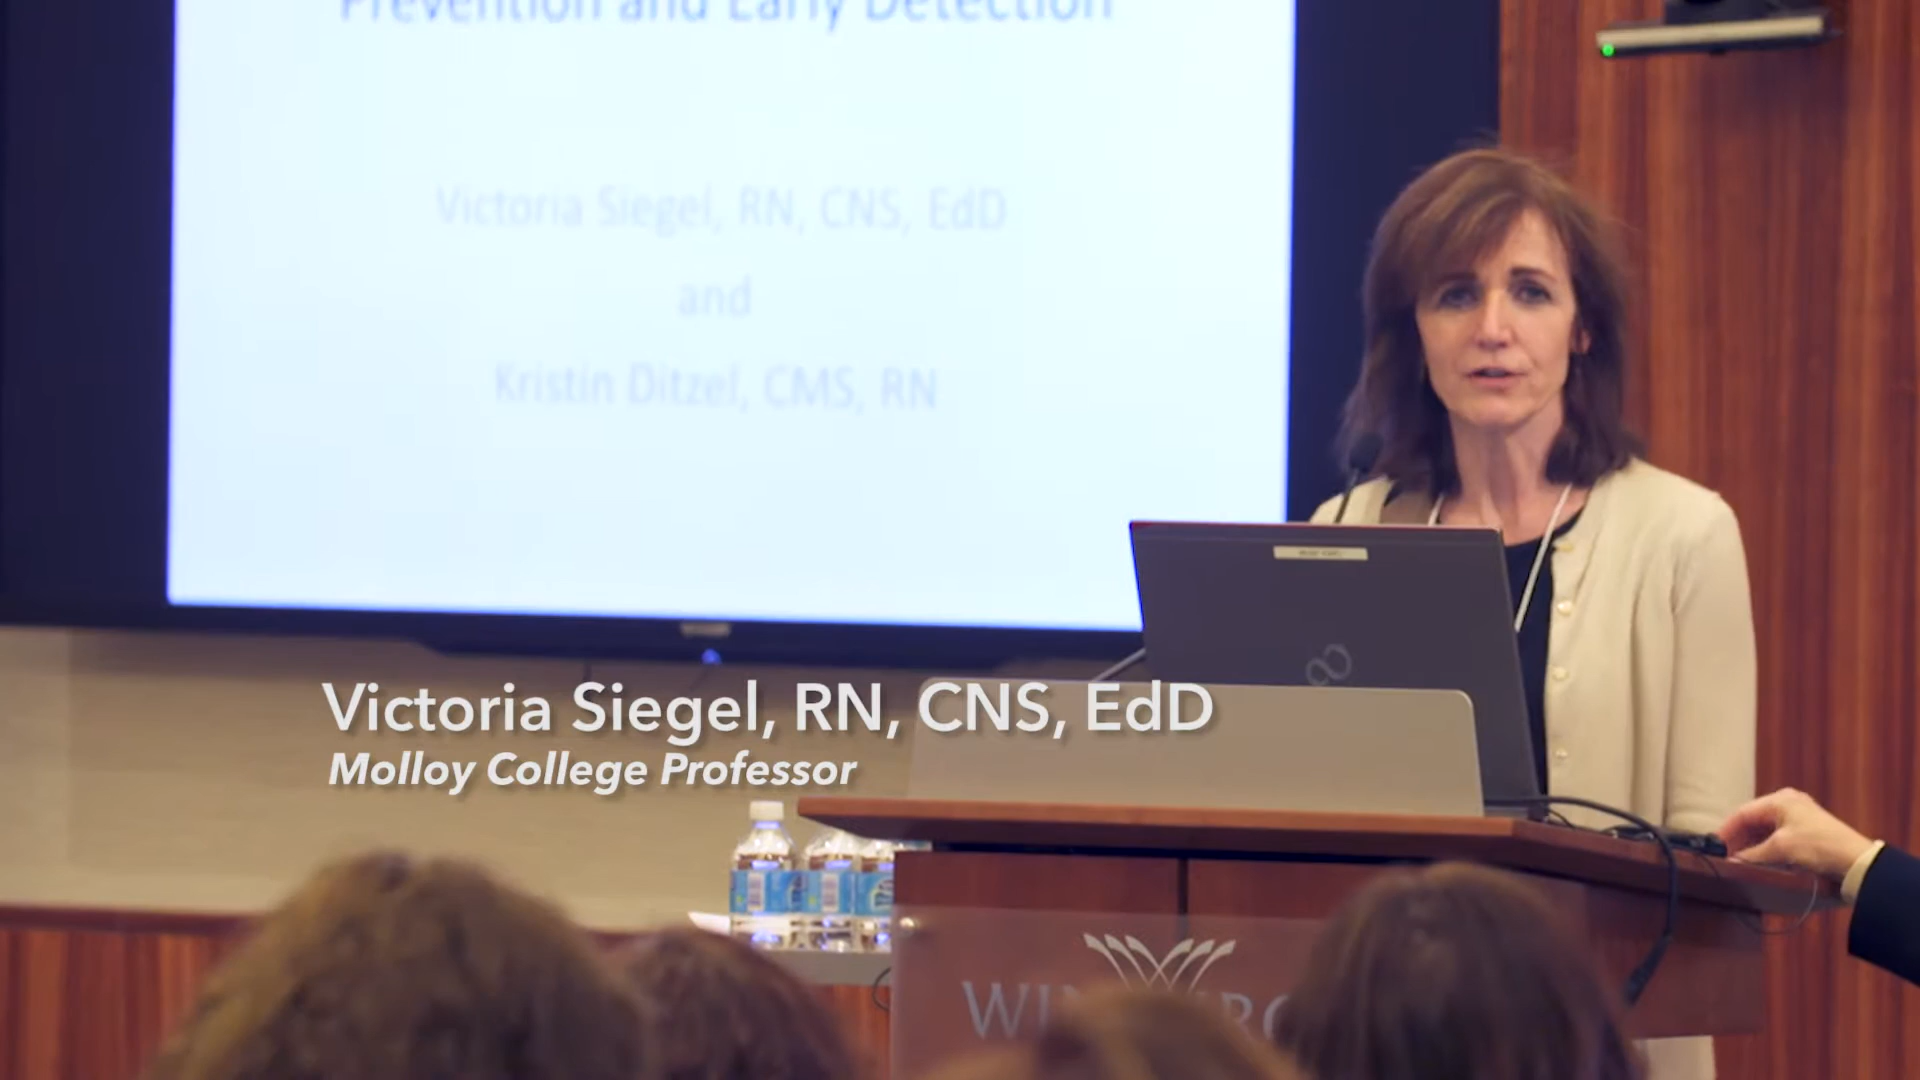 Prevention and Early Detection
Victoria Siegel, RN, CNS, EdD
and
Kristin Ditzel, CMS, RN
Victoria Siegel, RN, CNS, EdD
Molloy College Professor